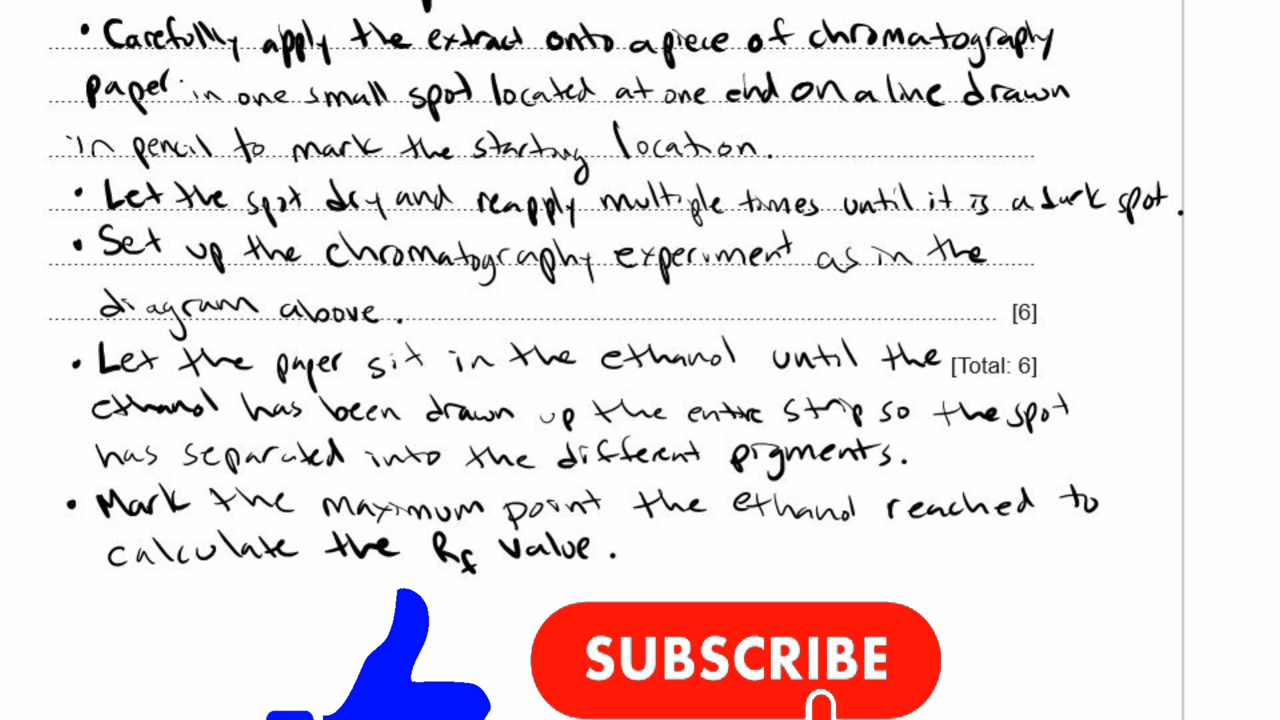 • Carefully apply the extract onto a piece of chromatography
paper in one small spot located at one end on a line drawn
in pencil to mark the starting location.
• Let the spot dry and reapply multiple times until it is a dark spot.
• Set up the chromatography experiment as in the
diagram above. [6]
• Let the paper sit in the ethanol until the [Total: 6]
ethanol has been drawn up the entire strip so the spot
has separated into the different pigments.
• Mark the maximum point the ethanol reached to
calculate the Rf value.
SUBSCRIBE